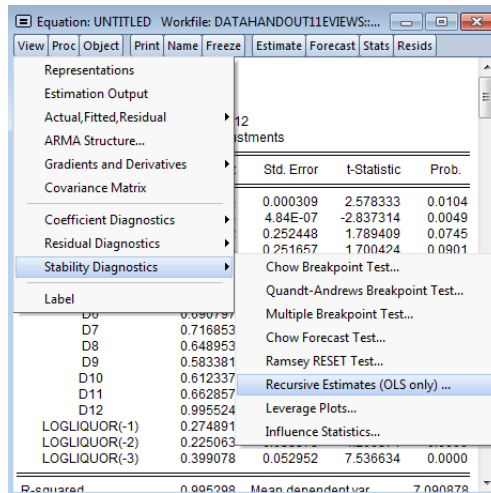 Equation: UNTITLED Workfile: DATAHANDOUT11EVIEWS::...
View Proc Object Print Name Freeze Estimate Forecast Stats Resids
Representations
Estimation Output
Actual,Fitted,Residual
ARMA Structure...
Gradients and Derivatives
Covariance Matrix
Coefficient Diagnostics
Residual Diagnostics
Stability Diagnostics
Label
12
stments
Std. Error t-Statistic Prob.
0.000309 2.578333 0.0104
4.84E-07 -2.837314 0.0049
0.252448 1.789409 0.0745
0.251657 1.700424 0.0901
Chow Breakpoint Test...
Quandt-Andrews Breakpoint Test...
Multiple Breakpoint Test...
Chow Forecast Test...
Ramsey RESET Test...
Recursive Estimates (OLS only) ...
Leverage Plots...
Influence Statistics...
D6 0.690797
D7 0.716853
D8 0.648953
D9 0.583381
D10 0.612337
D11 0.662857
D12 0.995524
LOGLIQUOR(-1) 0.274891
LOGLIQUOR(-2) 0.225063
LOGLIQUOR(-3) 0.399078 0.052952 7.536634 0.0000
R-squared 0.995298 Mean dependent var 7.090878